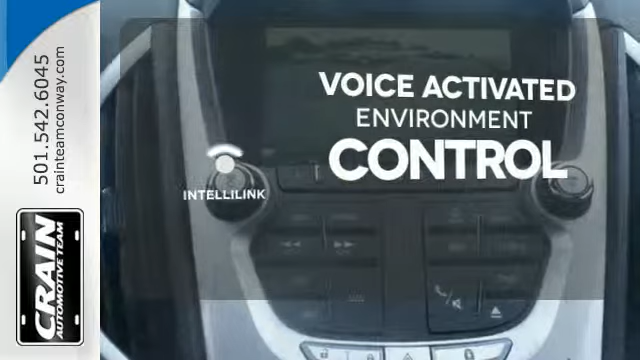 501.542.6045
crainteamconway.com
CRAIN
AUTOMOTIVE TEAM
VOICE ACTIVATED
ENVIRONMENT
CONTROL
INTELLILINK